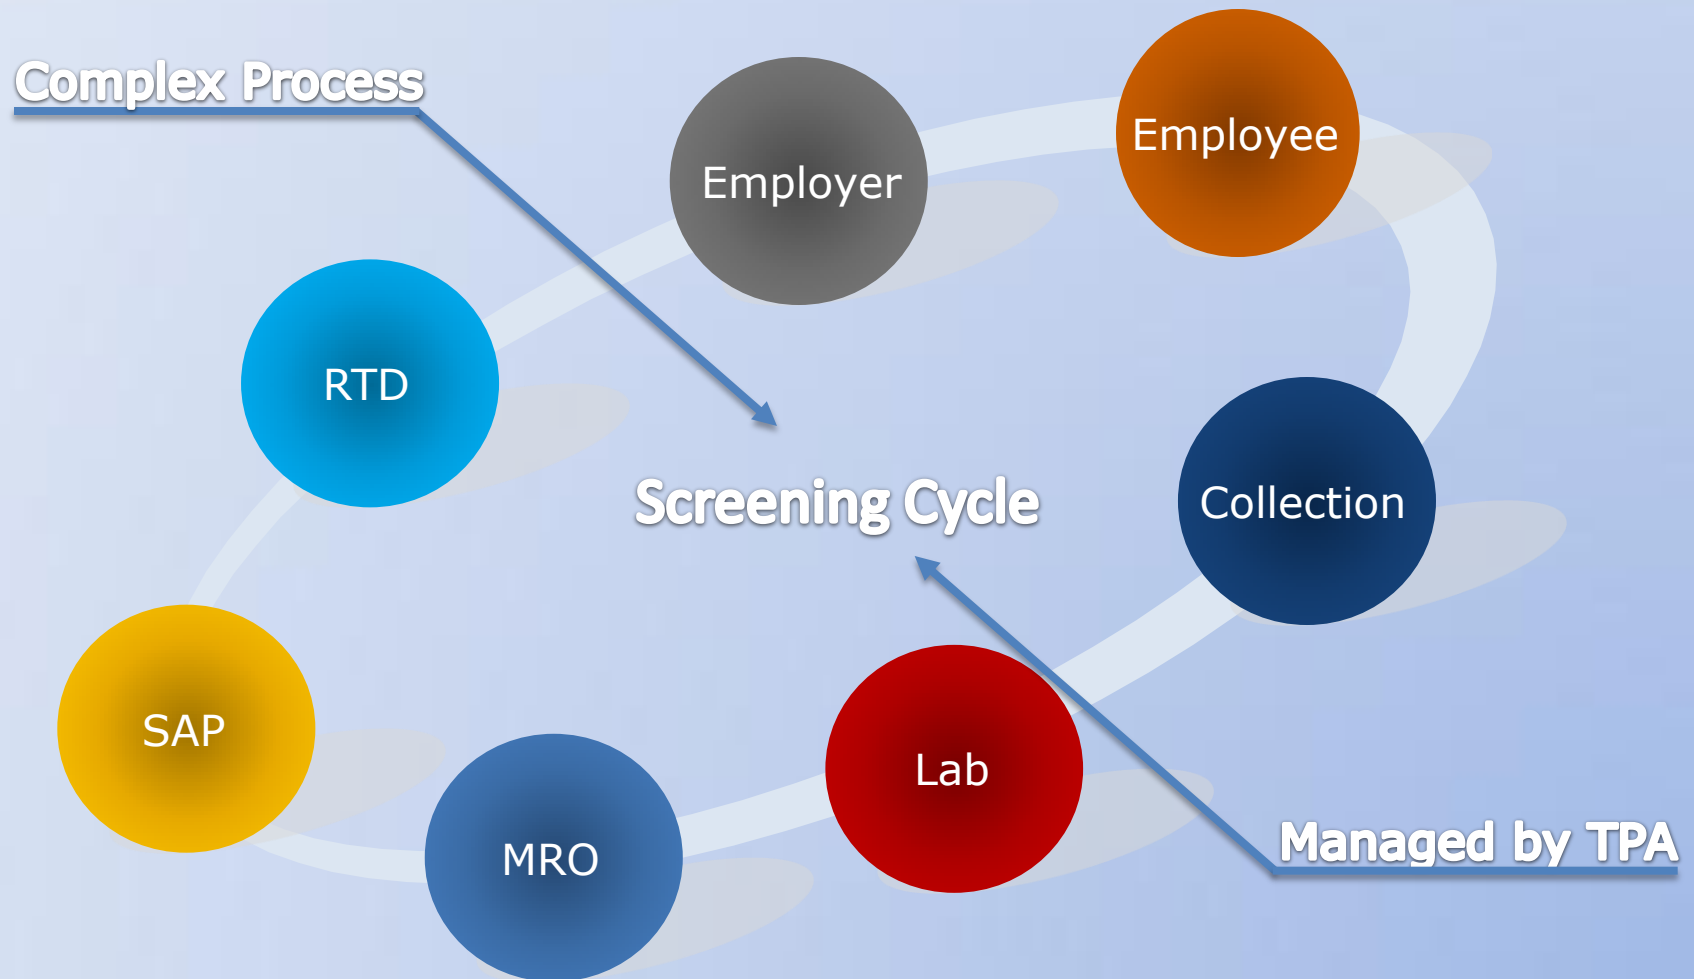 Complex Process
Employer
Employee
RTD
Screening Cycle
Collection
SAP
MRO
Lab
Managed by TPA